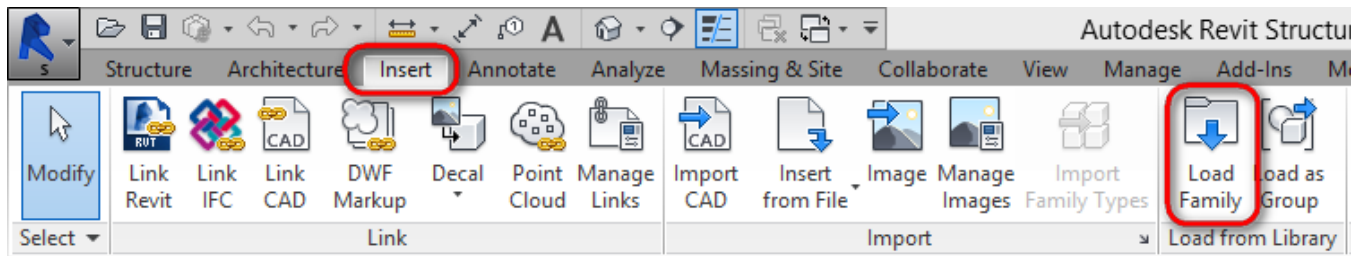 Autodesk Revit Structu
S Structure Architecture Insert Annotate Analyze Massing & Site Collaborate View Manage Add-Ins Mo
RVT CAD CAD
Modify Link Link Link DWF Decal Point Manage Import Insert Image Manage Import Load Load as
Revit IFC CAD Markup Cloud Links CAD from File Images Family Types Family Group
Select Link Import Load from Library